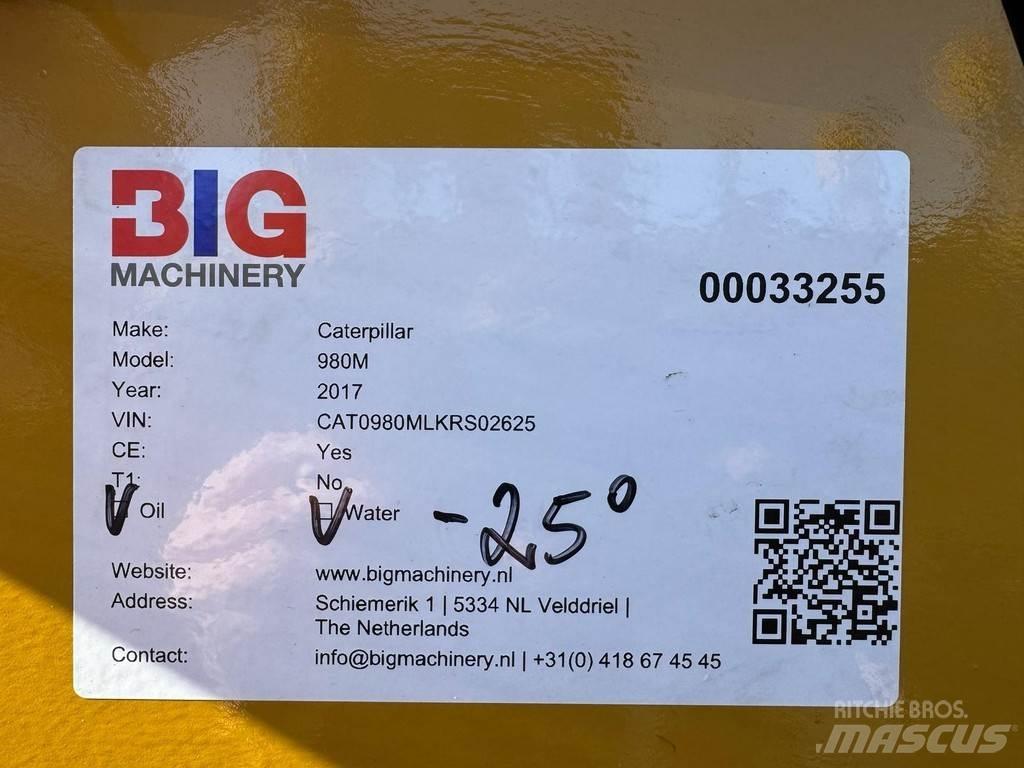 BIG
MACHINERY
00033255
Make: Caterpillar
Model: 980M
Year: 2017
VIN: CAT0980MLKRS02625
CE: Yes
T1: No
Oil Water -25°
Website: www.bigmachinery.nl
Address: Schiemerik 1 | 5334 NL Velddriel |
The Netherlands
Contact: info@bigmachinery.nl | +31(0) 418 67 45 45
RITCHIE BROS.
MASCUS